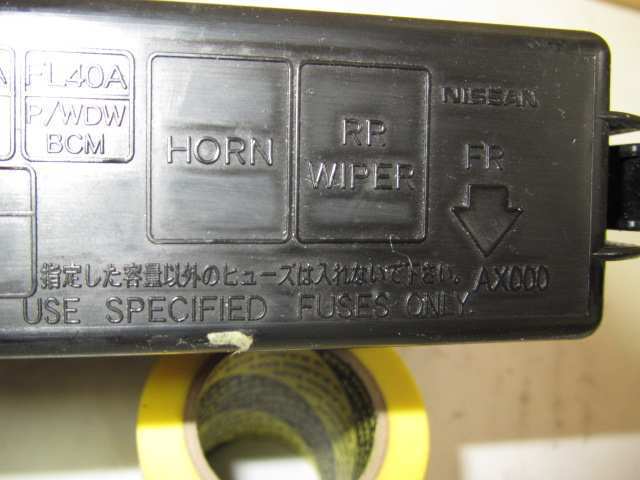 FL40A
P/WDW
BCM
HORN
RR
WIPER
NISSAN
FR
指定した容量以外のヒューズは入れないで下さい。 AX000
USE SPECIFIED FUSES ONLY.